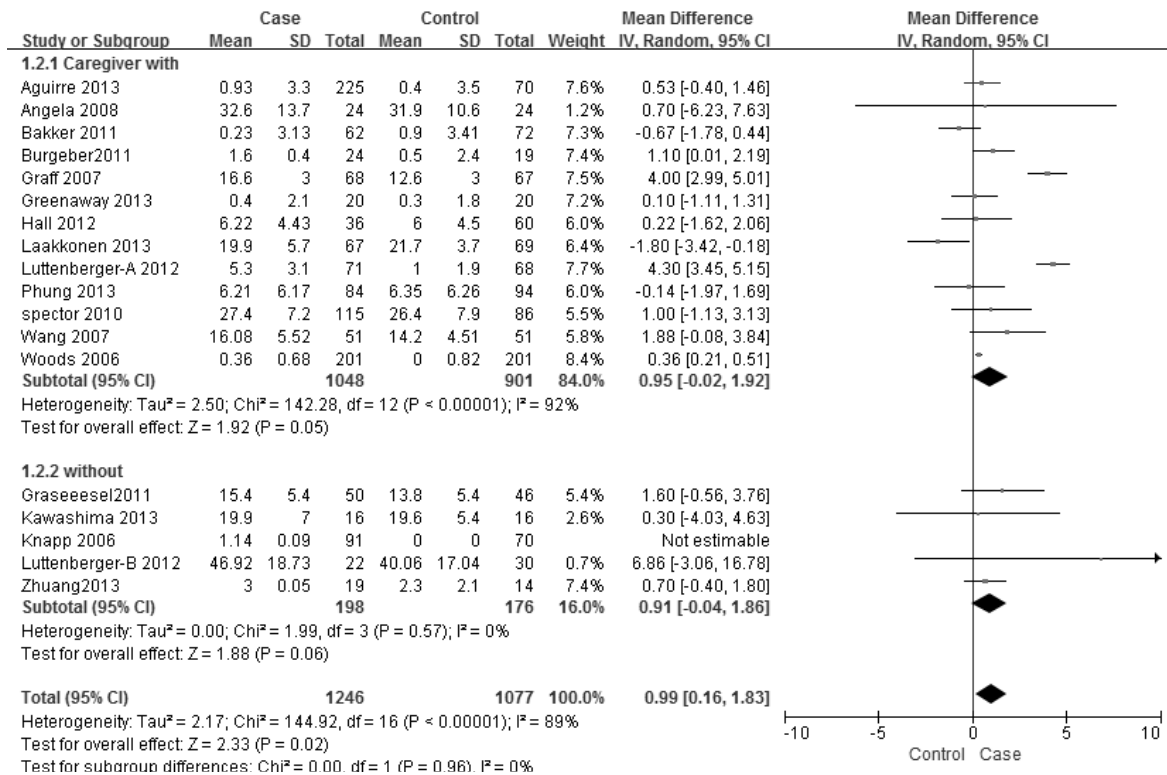 Case Control Mean Difference Mean Difference
Study or Subgroup Mean SD Total Mean SD Total Weight IV, Random, 95% CI IV, Random, 95% CI
1.2.1 Caregiver with
Aguirre 2013 0.93 3.3 225 0.4 3.5 70 7.6% 0.53 [-0.40, 1.46]
Angela 2008 32.6 13.7 24 31.9 10.6 24 1.2% 0.70 [-6.23, 7.63]
Bakker 2011 0.23 3.13 62 0.9 3.41 72 7.3% -0.67 [-1.78, 0.44]
Burgeber2011 1.6 0.4 24 0.5 2.4 19 7.4% 1.10 [0.01, 2.19]
Graff 2007 16.6 3 68 12.6 3 67 7.5% 4.00 [2.99, 5.01]
Greenaway 2013 0.4 2.1 20 0.3 1.8 20 7.2% 0.10 [-1.11, 1.31]
Hall 2012 6.22 4.43 36 6 4.5 60 6.0% 0.22 [-1.62, 2.06]
Laakkonen 2013 19.9 5.7 67 21.7 3.7 69 6.4% -1.80 [-3.42, -0.18]
Luttenberger-A 2012 5.3 3.1 71 1 1.9 68 7.7% 4.30 [3.45, 5.15]
Phung 2013 6.21 6.17 84 6.35 6.26 94 6.0% -0.14 [-1.97, 1.69]
spector 2010 27.4 7.2 115 26.4 7.9 86 5.5% 1.00 [-1.13, 3.13]
Wang 2007 16.08 5.52 51 14.2 4.51 51 5.8% 1.88 [-0.08, 3.84]
Woods 2006 0.36 0.68 201 0 0.82 201 8.4% 0.36 [0.21, 0.51]
Subtotal (95% CI) 1048 901 84.0% 0.95 [-0.02, 1.92]
Heterogeneity: Tau² = 2.50; Chi² = 142.28, df = 12 (P < 0.00001); I² = 92%
Test for overall effect: Z = 1.92 (P = 0.05)
1.2.2 without
Graseeesel2011 15.4 5.4 50 13.8 5.4 46 5.4% 1.60 [-0.56, 3.76]
Kawashima 2013 19.9 7 16 19.6 5.4 16 2.6% 0.30 [-4.03, 4.63]
Knapp 2006 1.14 0.09 91 0 0 70 Not estimable
Luttenberger-B 2012 46.92 18.73 22 40.06 17.04 30 0.7% 6.86 [-3.06, 16.78]
Zhuang2013 3 0.05 19 2.3 2.1 14 7.4% 0.70 [-0.40, 1.80]
Subtotal (95% CI) 198 176 16.0% 0.91 [-0.04, 1.86]
Heterogeneity: Tau² = 0.00; Chi² = 1.99, df = 3 (P = 0.57); I² = 0%
Test for overall effect: Z = 1.88 (P = 0.06)
Total (95% CI) 1246 1077 100.0% 0.99 [0.16, 1.83]
Heterogeneity: Tau² = 2.17; Chi² = 144.92, df = 16 (P < 0.00001); I² = 89%
Test for overall effect: Z = 2.33 (P = 0.02)
Test for subgroup differences: Chi² = 0.00, df = 1 (P = 0.96), I² = 0%
-10 -5 0 5 10
Control Case